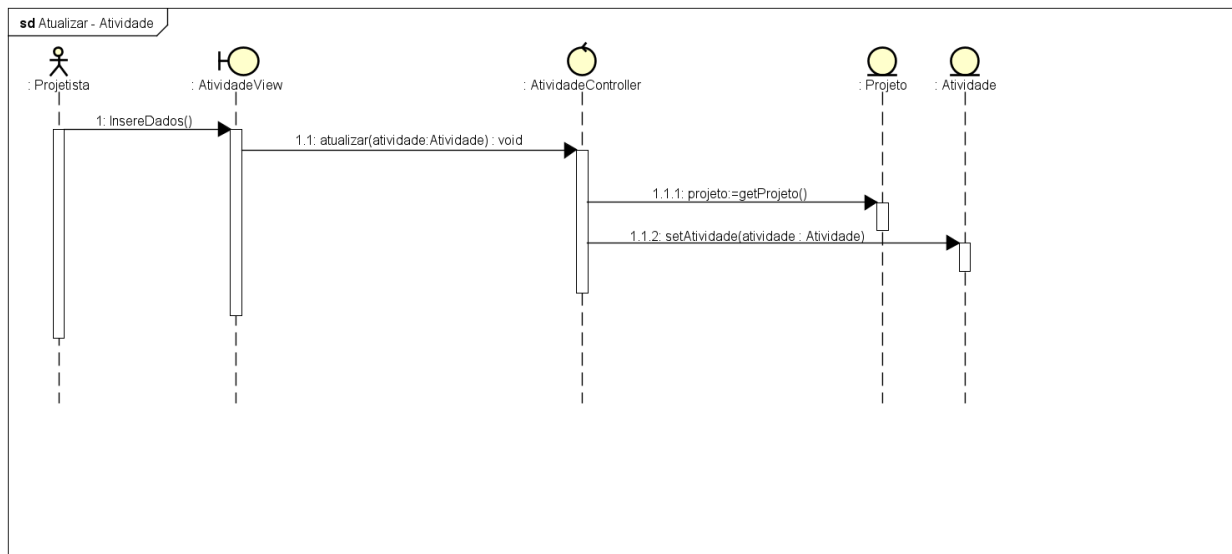 sd Atualizar - Atividade
: Projetista
: AtividadeView
: AtividadeController
: Projeto
: Atividade
1: InsereDados()
1.1: atualizar(atividade:Atividade) : void
1.1.1: projeto:=getProjeto()
1.1.2: setAtividade(atividade : Atividade)